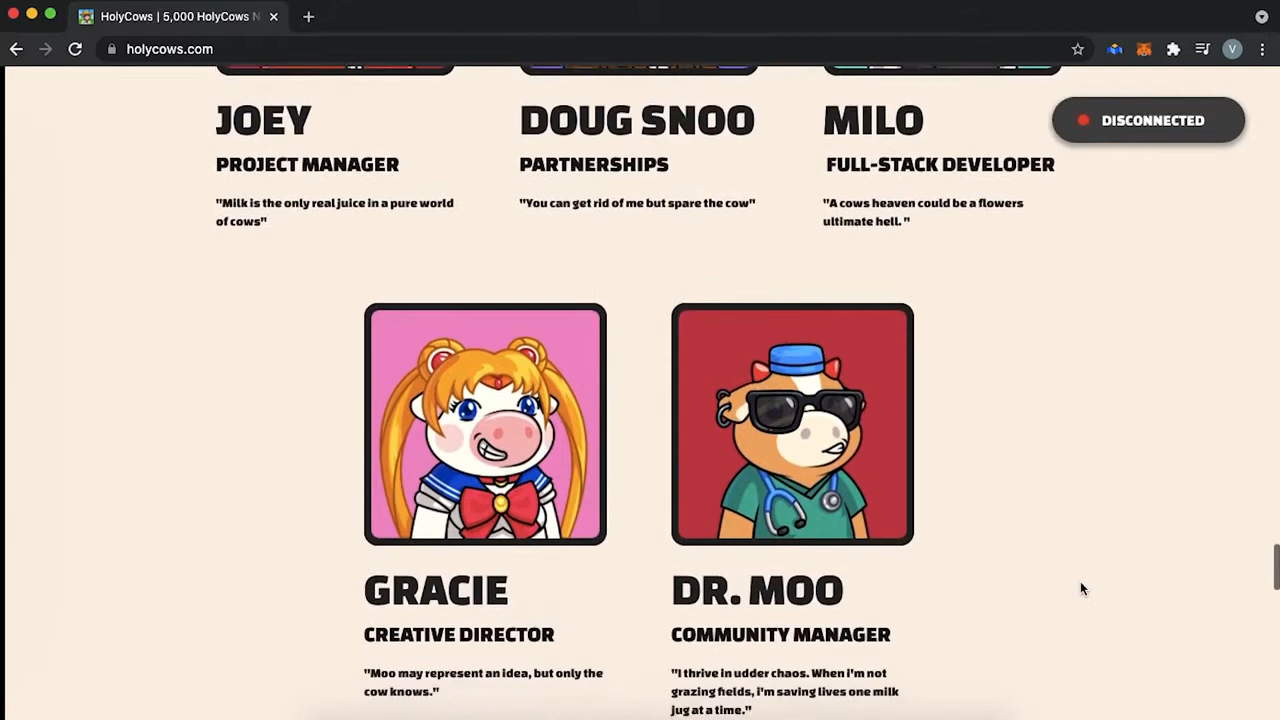 HolyCows | 5,000 HolyCows N
holycows.com
V
DISCONNECTED
JOEY
PROJECT MANAGER
"Milk is the only real juice in a pure world
of cows"
DOUG SNOO
PARTNERSHIPS
"You can get rid of me but spare the cow"
MILO
FULL-STACK DEVELOPER
"A cows heaven could be a flowers
ultimate hell. "
GRACIE
CREATIVE DIRECTOR
"Moo may represent an idea, but only the
cow knows."
DR. MOO
COMMUNITY MANAGER
"I thrive in udder chaos. When i'm not
grazing fields, i'm saving lives one milk
jug at a time."